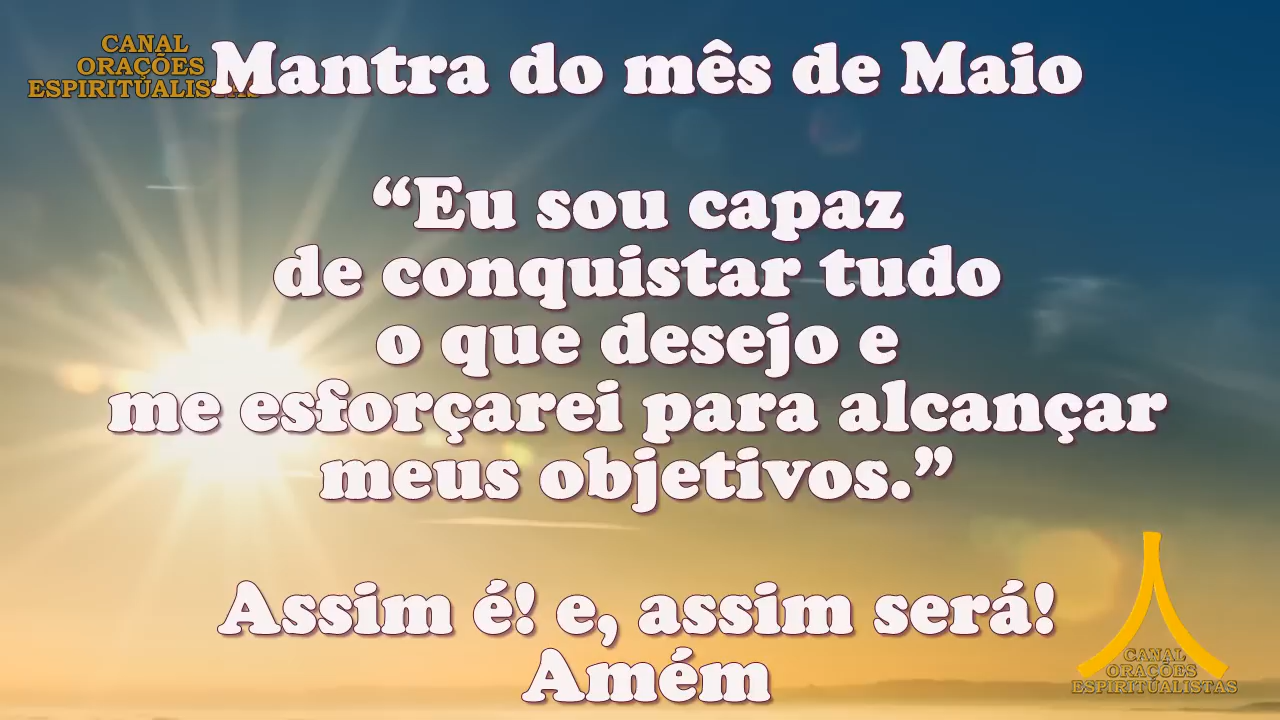 CANAL
ORAÇÕES
ESPIRITUALISTAS
Mantra do mês de Maio
“Eu sou capaz
de conquistar tudo
o que desejo e
me esforçarei para alcançar
meus objetivos.”
Assim é! e, assim será!
Amém
CANAL
ORAÇÕES
ESPIRITUALISTAS